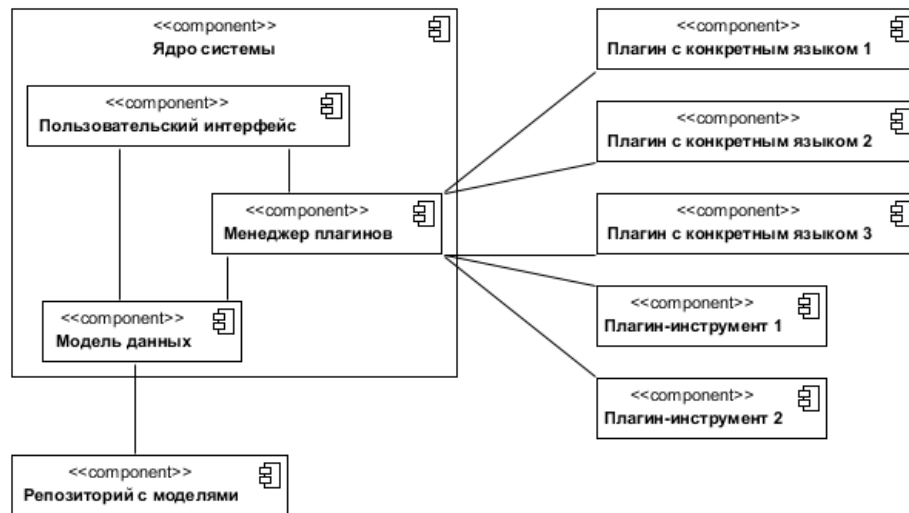 <<component>>
Ядро системы
<<component>>
Пользовательский интерфейс
<<component>>
Менеджер плагинов
<<component>>
Модель данных
<<component>>
Репозиторий с моделями
<<component>>
Плагин с конкретным языком 1
<<component>>
Плагин с конкретным языком 2
<<component>>
Плагин с конкретным языком 3
<<component>>
Плагин-инструмент 1
<<component>>
Плагин-инструмент 2